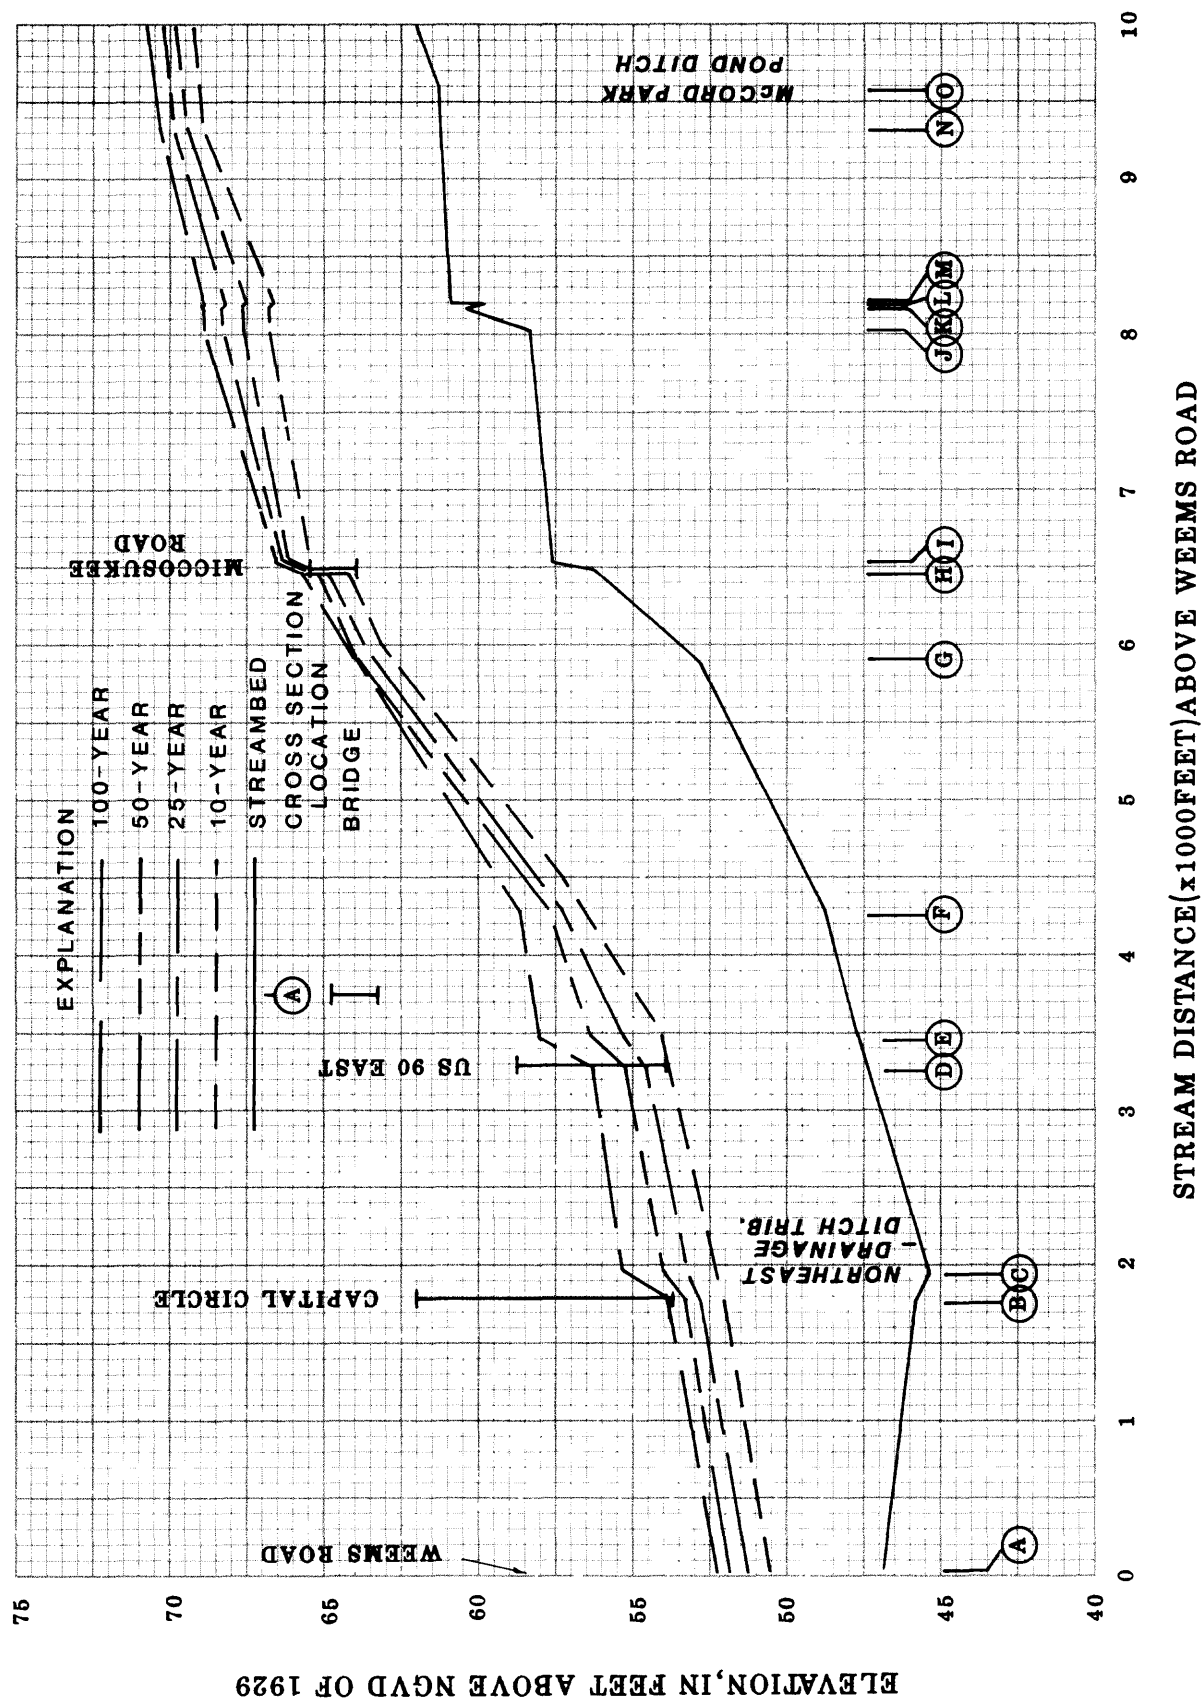 ELEVATION, IN FEET ABOVE NGVD OF 1929
75
70
65
60
55
50
45
40
EXPLANATION
100-YEAR
50-YEAR
25-YEAR
10-YEAR
STREAMBED
A
CROSS SECTION
LOCATION
BRIDGE
WEEMS ROAD
CAPITAL CIRCLE
US 90 EAST
MICCOSUKEE
ROAD
NORTHEAST
DRAINAGE
DITCH TRIB.
McCORD PARK
POND DITCH
A
B
C
D
E
F
G
H
I
J
K
L
M
N
O
0
1
2
3
4
5
6
7
8
9
10
STREAM DISTANCE(x1000FEET)ABOVE WEEMS ROAD